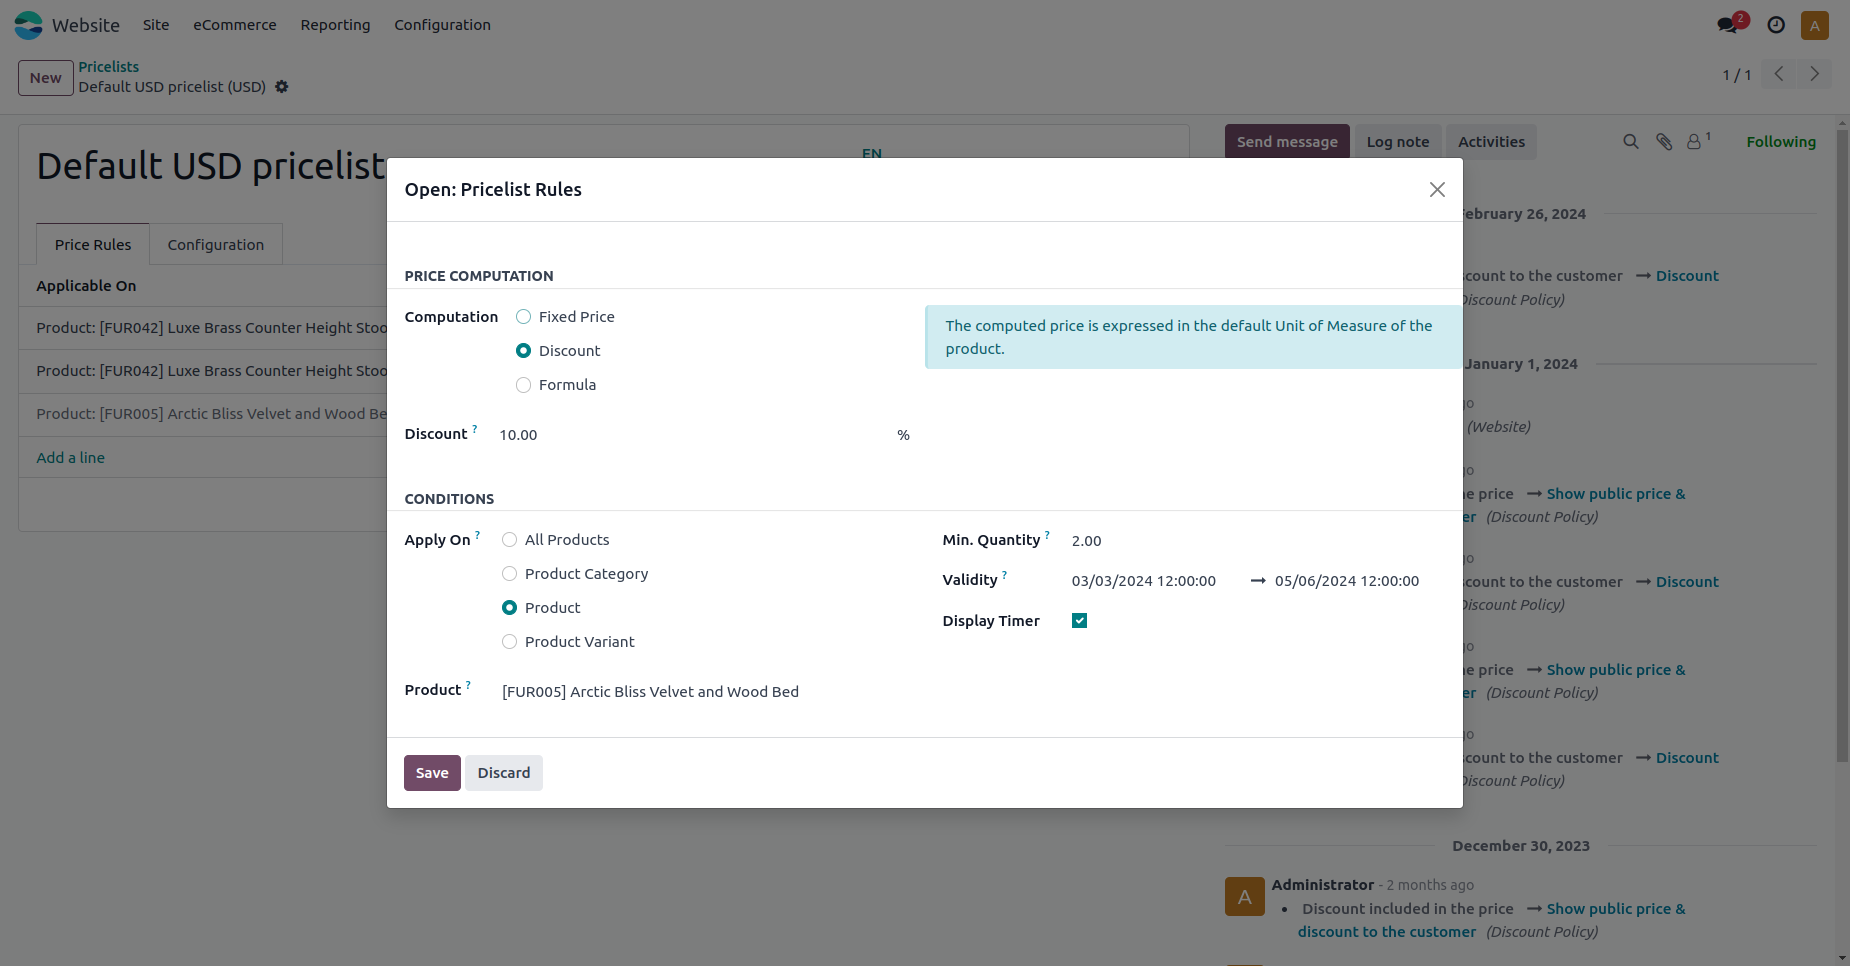 Website Site eCommerce Reporting Configuration 2 A
New Pricelists
Default USD pricelist (USD) 1 / 1
Send message Log note Activities 1 Following
Default USD pricelist EN
Price Rules Configuration
Applicable On
Product: [FUR042] Luxe Brass Counter Height Stoo
Product: [FUR042] Luxe Brass Counter Height Stoo
Product: [FUR005] Arctic Bliss Velvet and Wood Be
Add a line
Open: Pricelist Rules
PRICE COMPUTATION
Computation Fixed Price
Discount
Formula
The computed price is expressed in the default Unit of Measure of the
product.
Discount ? 10.00 %
CONDITIONS
Apply On ? All Products
Product Category
Product
Product Variant
Product ? [FUR005] Arctic Bliss Velvet and Wood Bed
Min. Quantity ? 2.00
Validity ? 03/03/2024 12:00:00 → 05/06/2024 12:00:00
Display Timer
Save Discard
February 26, 2024
scount to the customer → Discount
Discount Policy)
January 1, 2024
go
(Website)
go
e price → Show public price &
er (Discount Policy)
go
scount to the customer → Discount
Discount Policy)
go
e price → Show public price &
er (Discount Policy)
go
scount to the customer → Discount
Discount Policy)
December 30, 2023
A Administrator - 2 months ago
• Discount included in the price → Show public price &
discount to the customer (Discount Policy)